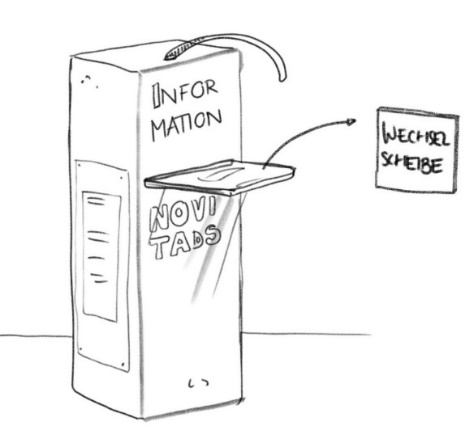 INFOR
MATION
NOVI
TADS
WECHSEL
SCHEIBE